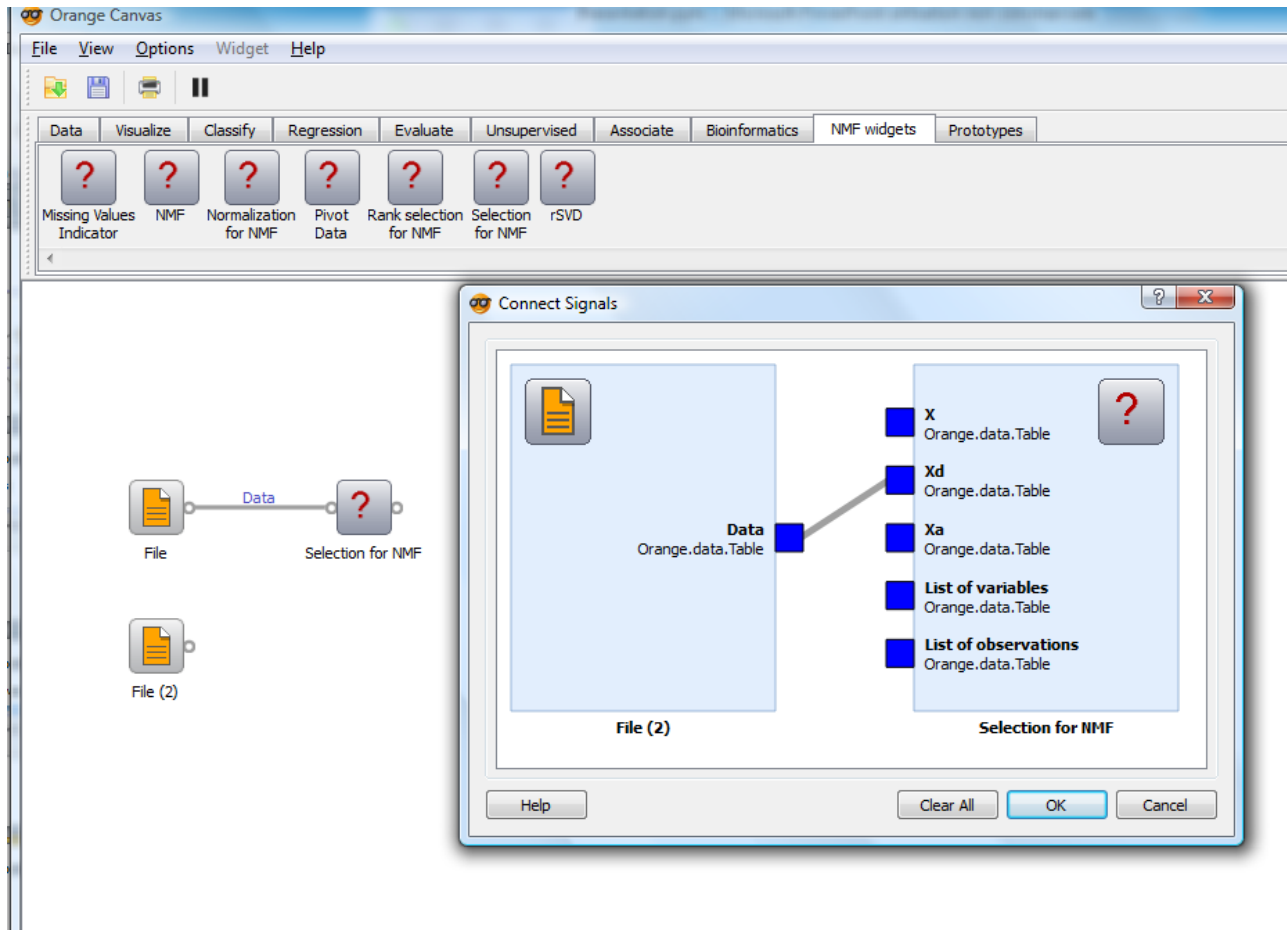 Orange Canvas
File View Options Widget Help
Data Visualize Classify Regression Evaluate Unsupervised Associate Bioinformatics NMF widgets Prototypes
Missing Values Indicator
NMF
Normalization for NMF
Pivot Data
Rank selection for NMF
Selection for NMF
rSVD
Connect Signals
?
X
Orange.data.Table
Xd
Orange.data.Table
Xa
Orange.data.Table
List of variables
Orange.data.Table
List of observations
Orange.data.Table
Data
Orange.data.Table
File (2)
Selection for NMF
Help Clear All OK Cancel
Data
File
Selection for NMF
File (2)